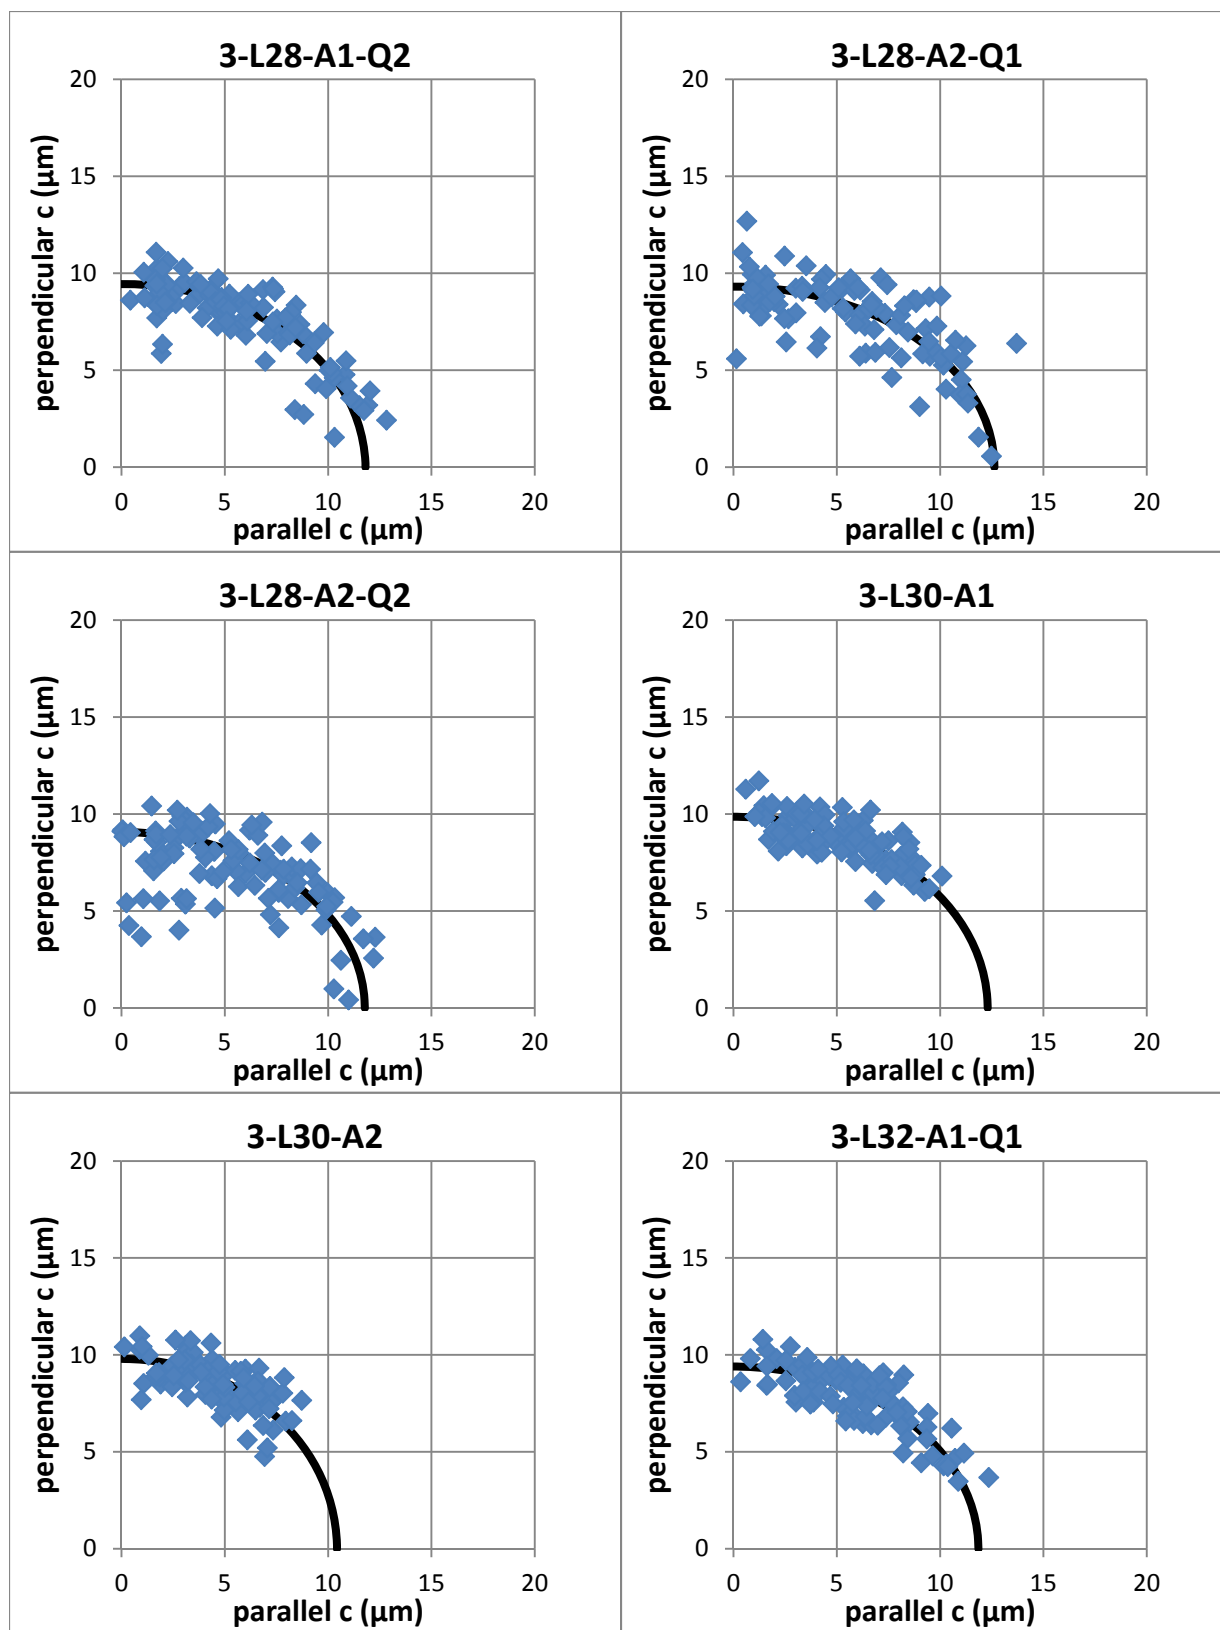 3-L28-A1-Q2
perpendicular c (µm)
20
15
10
5
0
0 5 10 15 20
parallel c (µm)
3-L28-A2-Q1
perpendicular c (µm)
20
15
10
5
0
0 5 10 15 20
parallel c (µm)
3-L28-A2-Q2
perpendicular c (µm)
20
15
10
5
0
0 5 10 15 20
parallel c (µm)
3-L30-A1
perpendicular c (µm)
20
15
10
5
0
0 5 10 15 20
parallel c (µm)
3-L30-A2
perpendicular c (µm)
20
15
10
5
0
0 5 10 15 20
parallel c (µm)
3-L32-A1-Q1
perpendicular c (µm)
20
15
10
5
0
0 5 10 15 20
parallel c (µm)